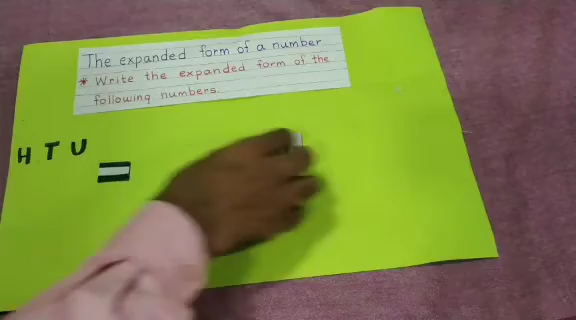 The expanded form of a number
* Write the expanded form of the
following numbers.
H T U
=